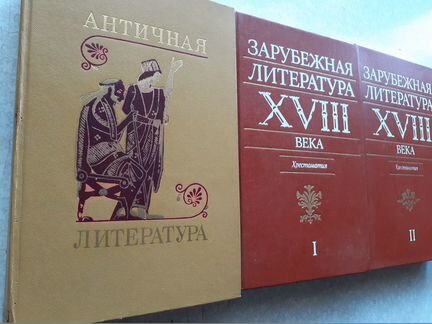 АНТИЧНАЯ
ЛИТЕРАТУРА
ЗАРУБЕЖНАЯ
ЛИТЕРАТУРА
XVIII
ВЕКА
Хрестоматия
I
ЗАРУБЕЖНАЯ
ЛИТЕРАТУРА
XVIII
ВЕКА
Хрестоматия
II